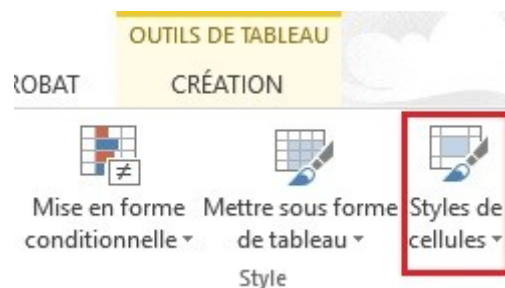 OUTILS DE TABLEAU
ROBAT CRÉATION
Mise en forme conditionnelle
Mettre sous forme de tableau
Styles de cellules
Style